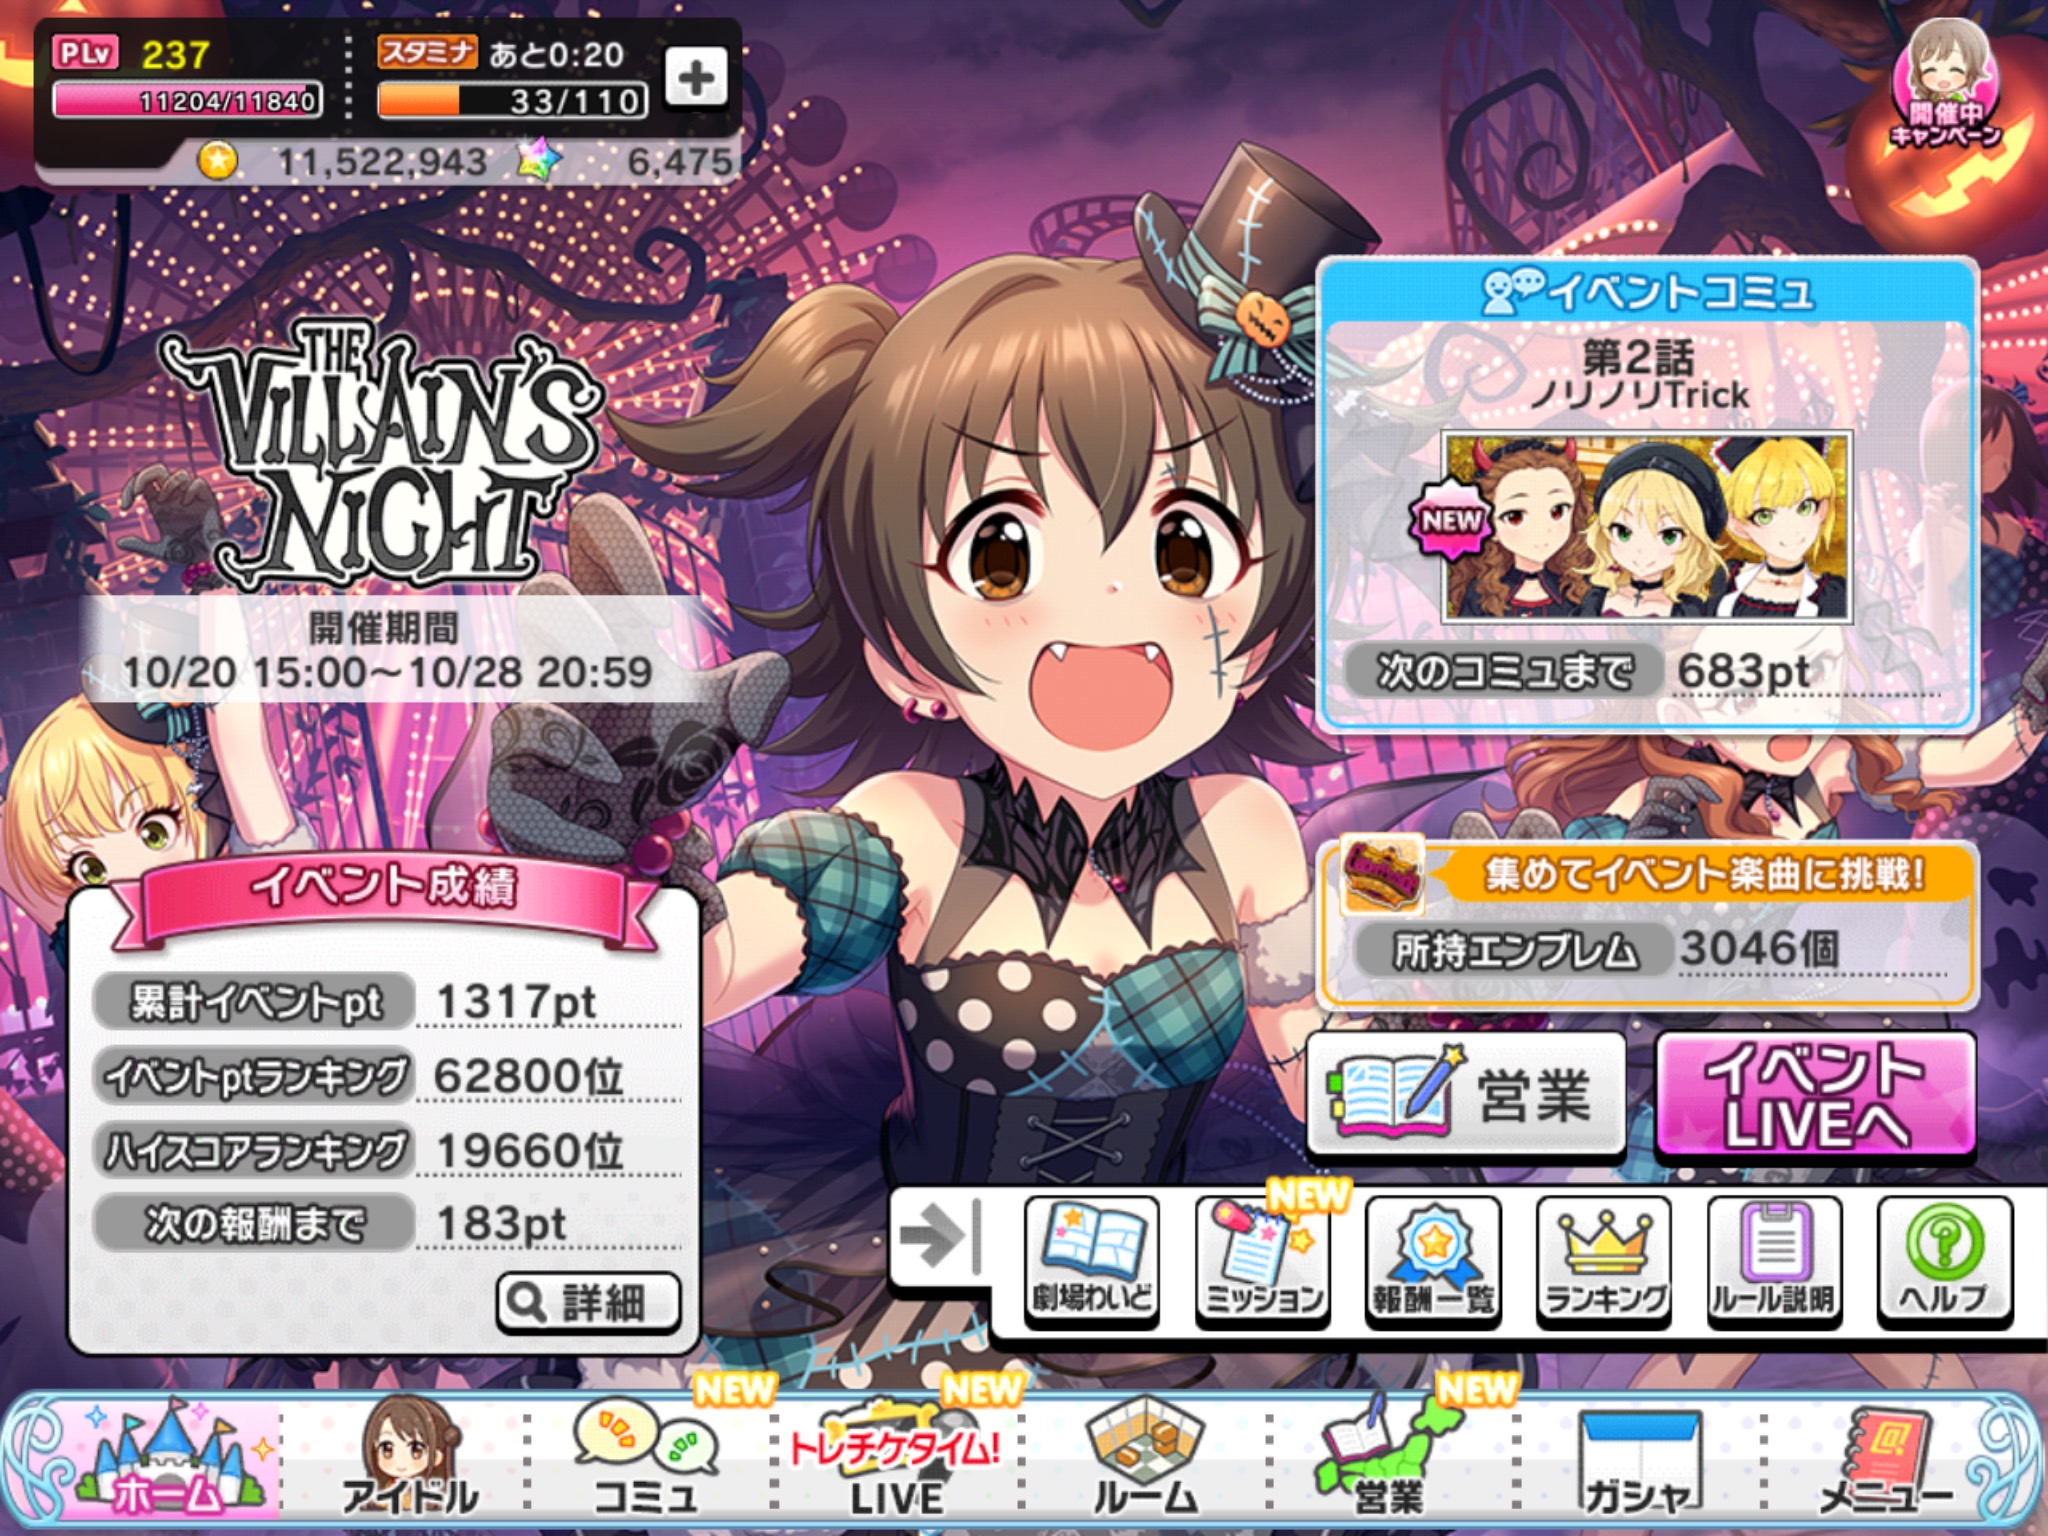 PLv 237
11204/11840
スタミナ あと0:20
33/110
11,522,943
6,475
開催中
キャンペーン
THE
VILLAIN'S
NIGHT
開催期間
10/20 15:00～10/28 20:59
イベントコミュ
第2話
ノリノリTrick
NEW
次のコミュまで 683pt
イベント成績
累計イベントpt 1317pt
イベントptランキング 62800位
ハイスコアランキング 19660位
次の報酬まで 183pt
詳細
集めてイベント楽曲に挑戦!
所持エンブレム 3046個
営業
イベント
LIVEへ
NEW
劇場わいど
ミッション
報酬一覧
ランキング
ルール説明
ヘルプ
NEW
NEW
NEW
トレチケタイム!
ホーム
アイドル
コミュ
LIVE
ルーム
営業
ガシャ
メニュー